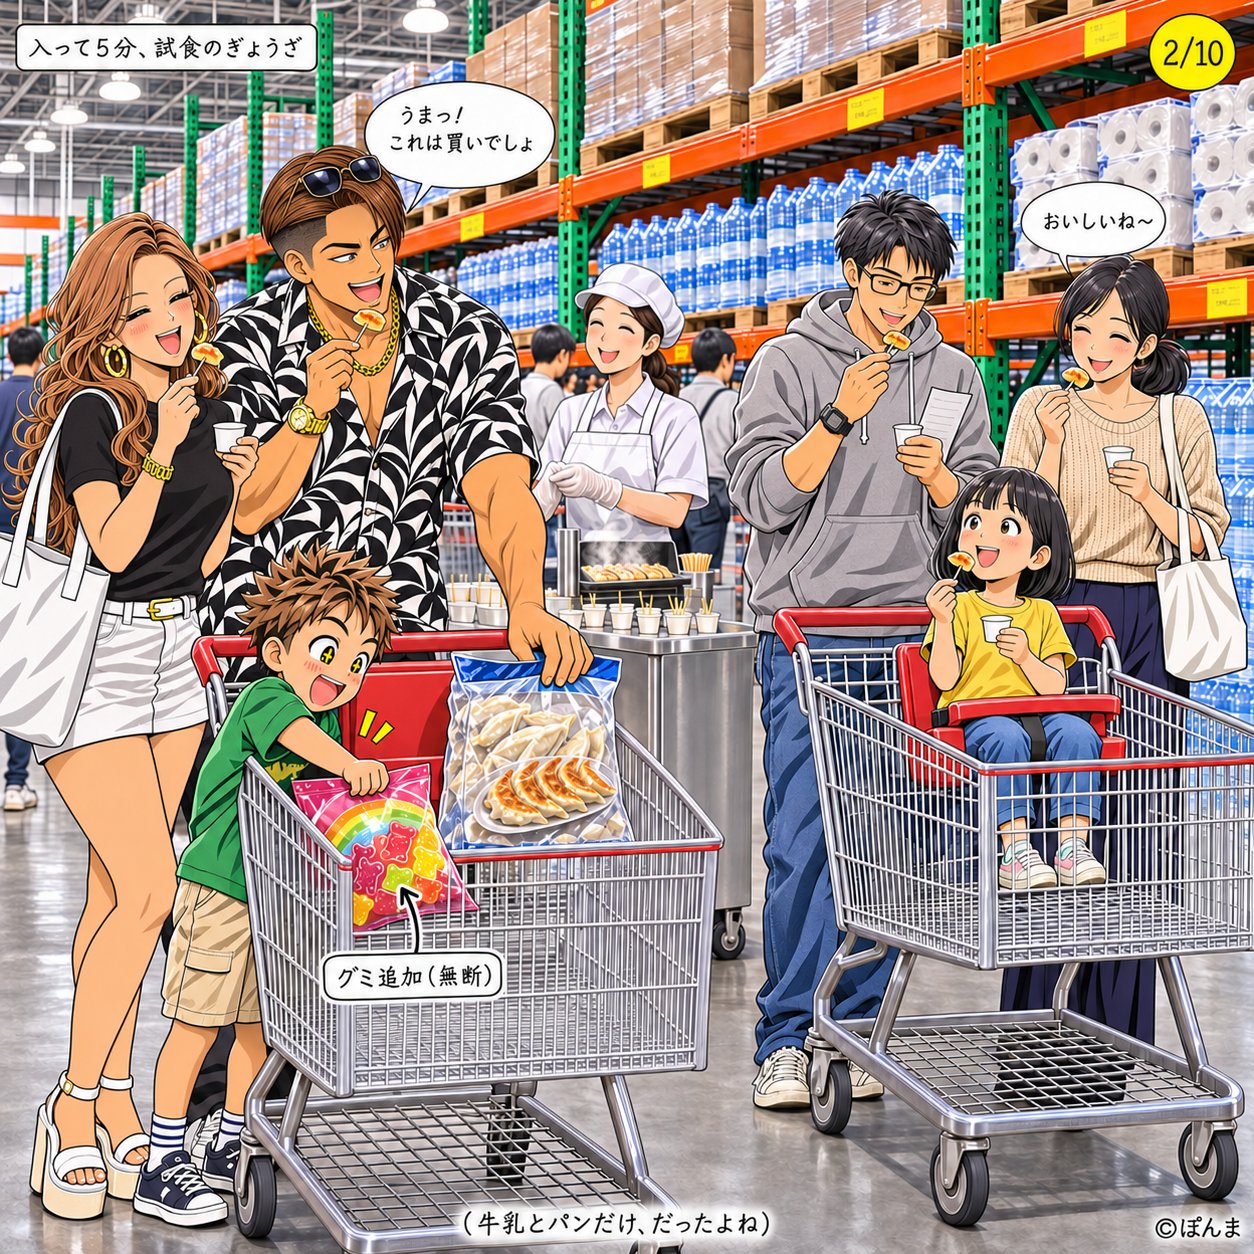 入って5分、試食のぎょうざ
2/10
うまっ!
これは買いでしょ
おいしいね～
グミ追加(無断)
(牛乳とパンだけ、だったよね)
©ぽんま